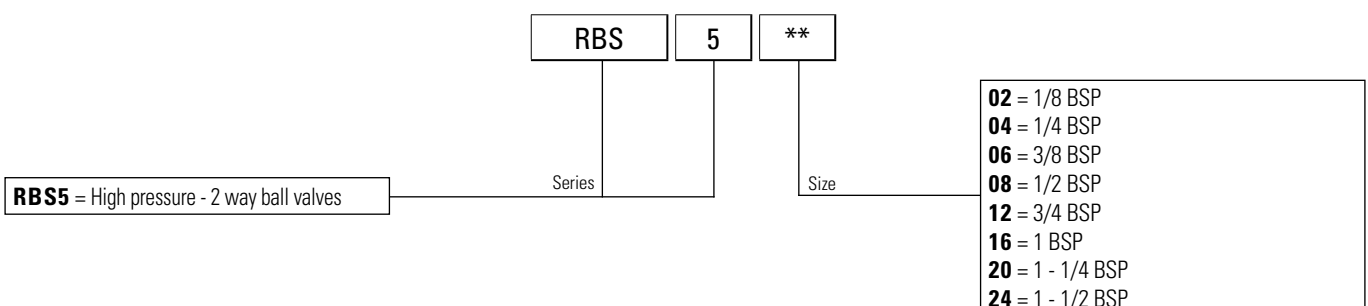 RBS 5 **
02 = 1/8 BSP
04 = 1/4 BSP
06 = 3/8 BSP
08 = 1/2 BSP
12 = 3/4 BSP
16 = 1 BSP
20 = 1 - 1/4 BSP
24 = 1 - 1/2 BSP
Series
Size
RBS5 = High pressure - 2 way ball valves